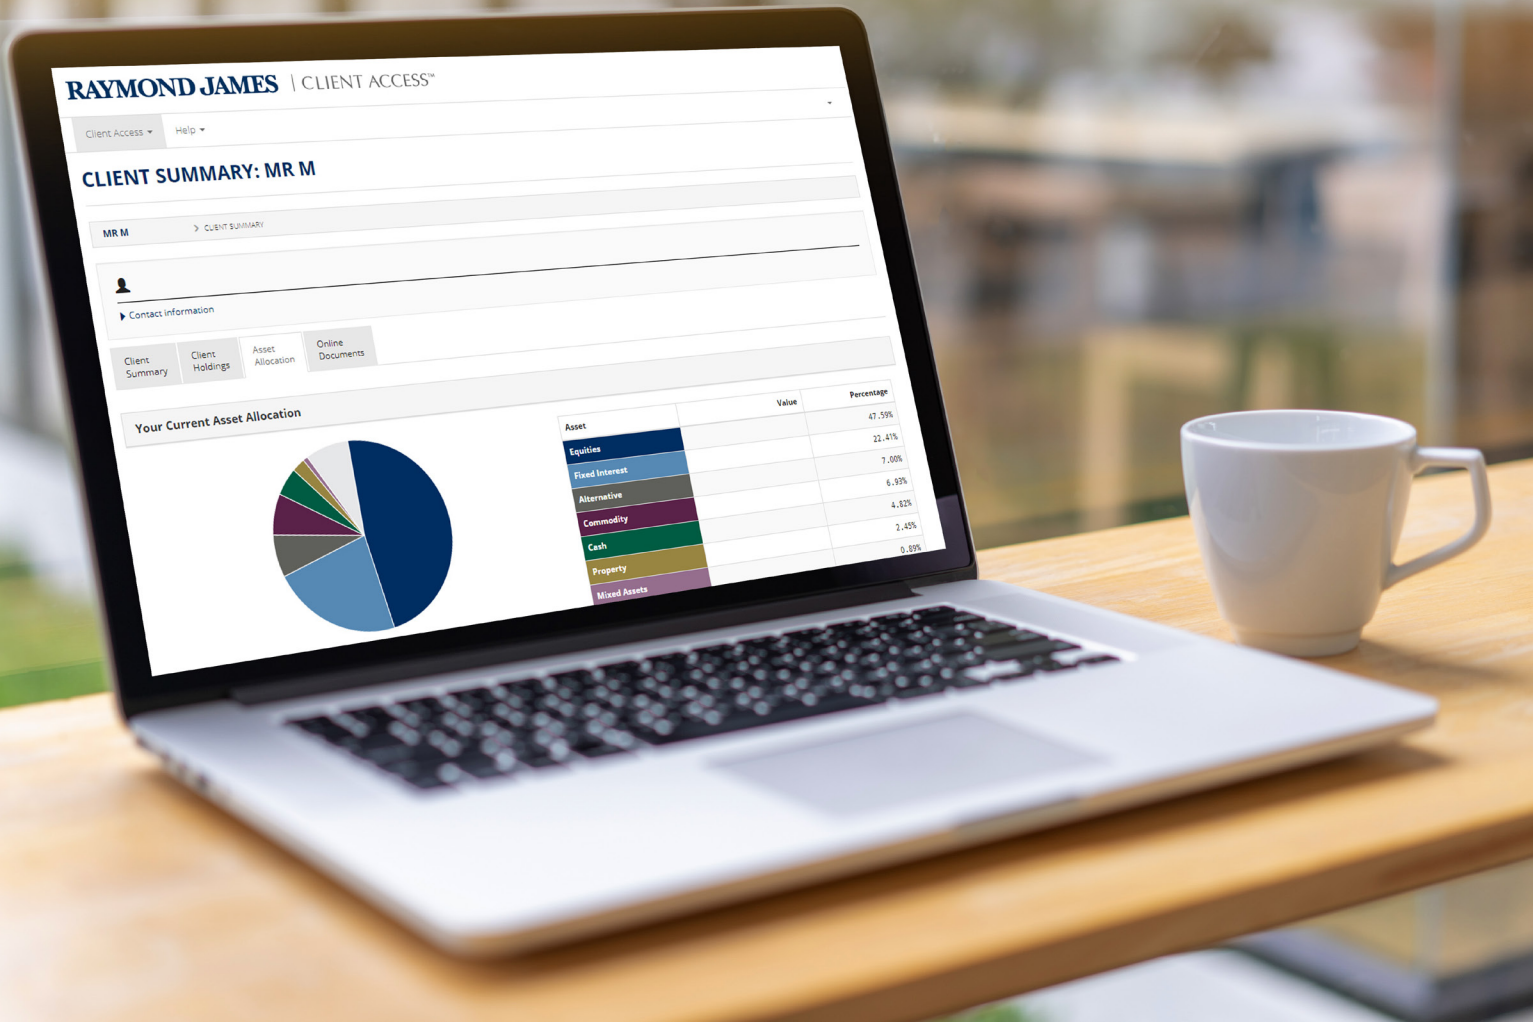 RAYMOND JAMES | CLIENT ACCESS™
Client Access Help
CLIENT SUMMARY: MR M
MR M CLIENT SUMMARY
Contact information
Client Summary
Client Holdings
Asset Allocation
Online Documents
Your Current Asset Allocation
Asset Value Percentage
Equities 47.59%
Fixed Interest 22.41%
Alternative 7.00%
Commodity 6.93%
Cash 4.82%
Property 2.45%
Mixed Assets 0.89%